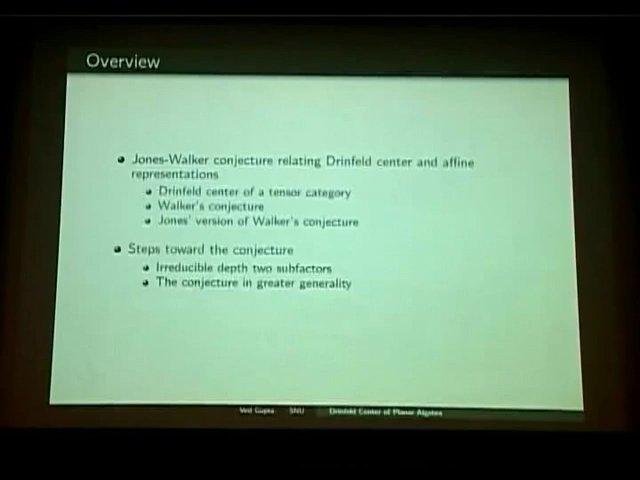 Overview
Jones-Walker conjecture relating Drinfeld center and affine
representations
Drinfeld center of a tensor category
Walker's conjecture
Jones' version of Walker's conjecture
Steps toward the conjecture
Irreducible depth two subfactors
The conjecture in greater generality
Ved Gupta SNU Drinfeld Center of Planar Algebra